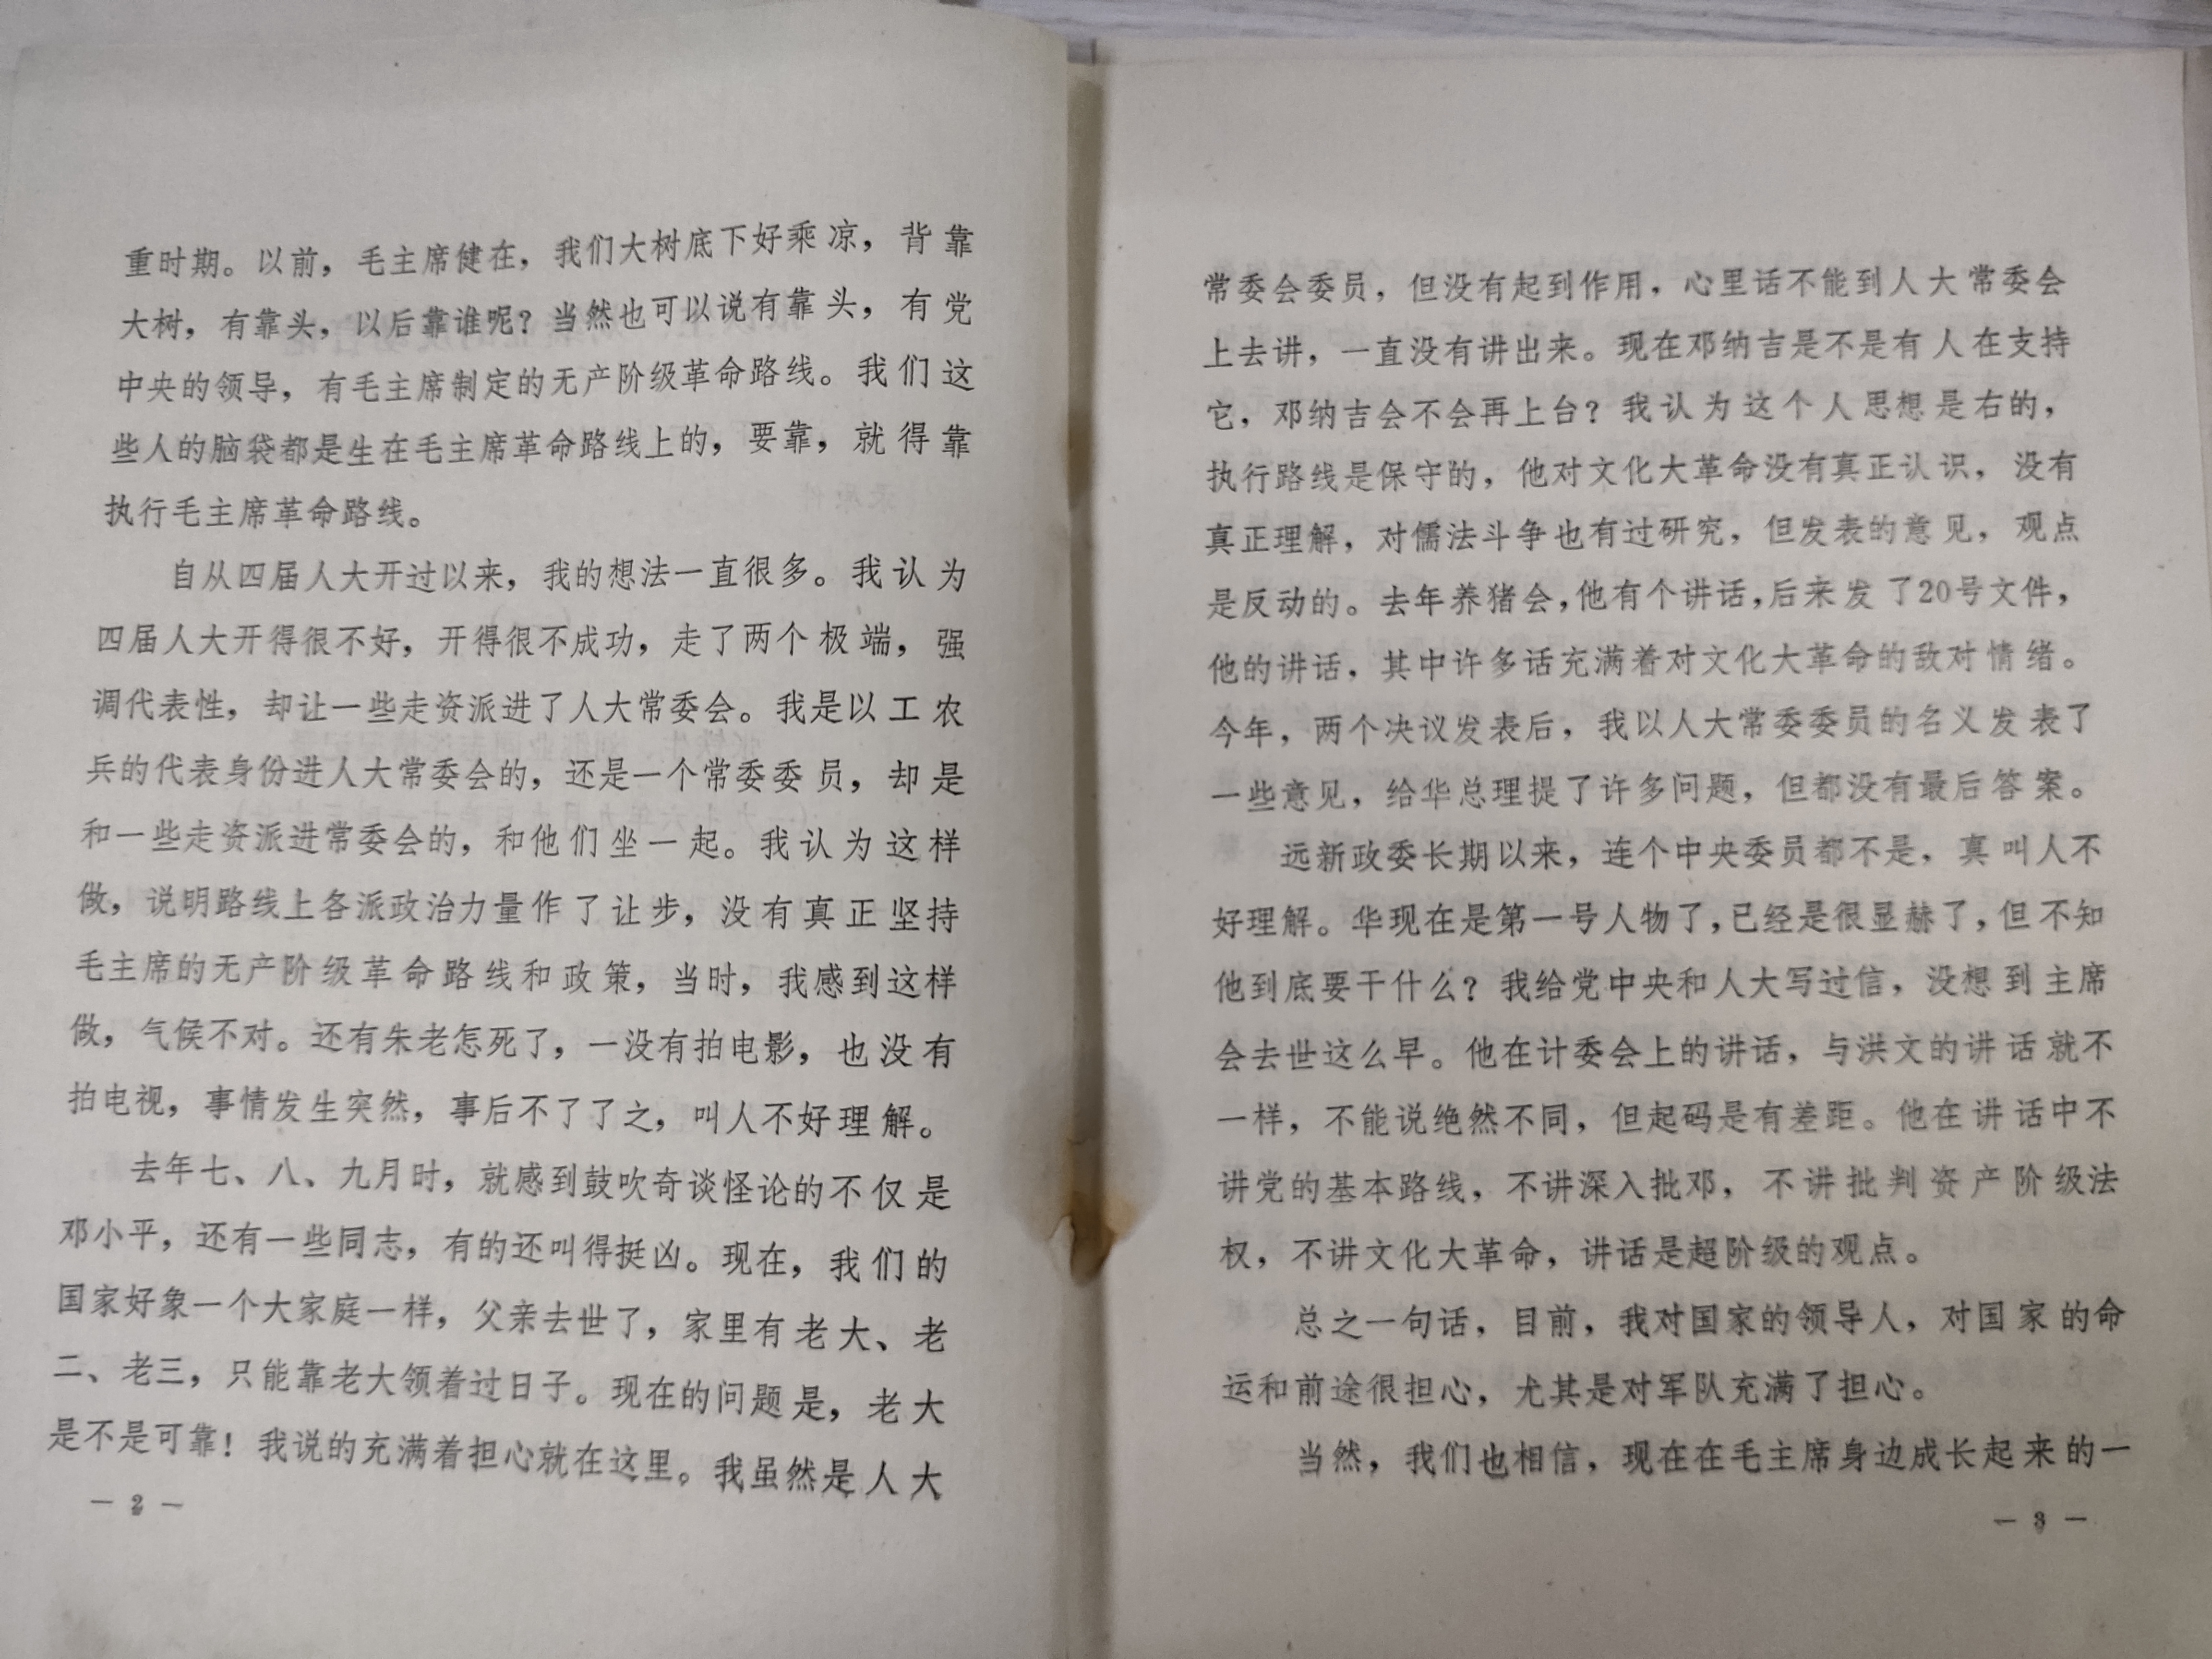 重时期。以前，毛主席健在，我们大树底下好乘凉，背靠
大树，有靠头，以后靠谁呢？当然也可以说有靠头，有党
中央的领导，有毛主席制定的无产阶级革命路线。我们这
些人的脑袋都是生在毛主席革命路线上的，要靠，就得靠
执行毛主席革命路线。
自从四届人大开过以来，我的想法一直很多。我认为
四届人大开得很不好，开得很不成功，走了两个极端，强
调代表性，却让一些走资派进了人大常委会。我是以工农
兵的代表身份进人大常委会的，还是一个常委委员，却是
和一些走资派进常委会的，和他们坐一起。我认为这样
做，说明路线上各派政治力量作了让步，没有真正坚持
毛主席的无产阶级革命路线和政策，当时，我感到这样
做，气候不对。还有朱老怎死了，一没有拍电影，也没有
拍电视，事情发生突然，事后不了了之，叫人不好理解。
去年七、八、九月时，就感到鼓吹奇谈怪论的不仅是
邓小平，还有一些同志，有的还叫得挺凶。现在，我们的
国家好象一个大家庭一样，父亲去世了，家里有老大、老
二、老三，只能靠老大领着过日子。现在的问题是，老大
是不是可靠！我说的充满着担心就在这里。我虽然是人大
— 2 —
常委会委员，但没有起到作用，心里话不能到人大常委会
上去讲，一直没有讲出来。现在邓纳吉是不是有人在支持
它，邓纳吉会不会再上台？我认为这个人思想是右的，
执行路线是保守的，他对文化大革命没有真正认识，没有
真正理解，对儒法斗争也有过研究，但发表的意见，观点
是反动的。去年养猪会，他有个讲话，后来发了20号文件，
他的讲话，其中许多话充满着对文化大革命的敌对情绪。
今年，两个决议发表后，我以人大常委委员的名义发表了
一些意见，给华总理提了许多问题，但都没有最后答案。
远新政委长期以来，连个中央委员都不是，真叫人不
好理解。华现在是第一号人物了，已经是很显赫了，但不知
他到底要干什么？我给党中央和人大写过信，没想到主席
会去世这么早。他在计委会上的讲话，与洪文的讲话就不
一样，不能说绝然不同，但起码是有差距。他在讲话中不
讲党的基本路线，不讲深入批邓，不讲批判资产阶级法
权，不讲文化大革命，讲话是超阶级的观点。
总之一句话，目前，我对国家的领导人，对国家的命
运和前途很担心，尤其是对军队充满了担心。
当然，我们也相信，现在在毛主席身边成长起来的一
— 3 —